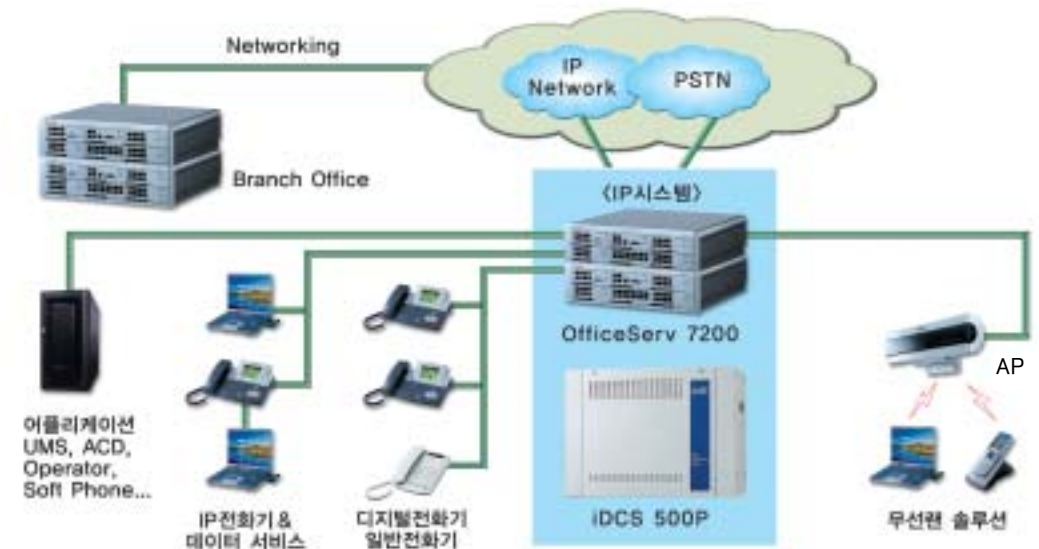 Networking
IP
Network
PSTN
Branch Office
〈IP시스템〉
OfficeServ 7200
AP
어플리케이션
UMS, ACD,
Operator,
Soft Phone...
IP전화기 &
데이터 서비스
디지털전화기
일반전화기
iDCS 500P
무선랜 솔루션